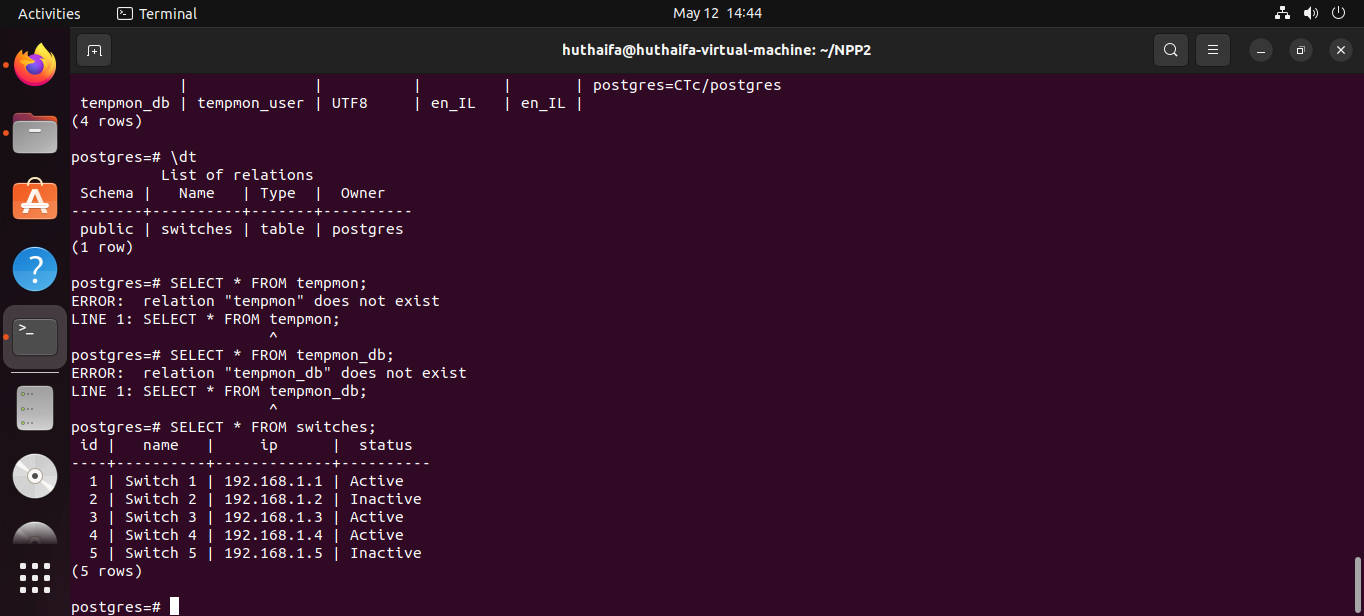 Activities Terminal May 12 14:44
huthaifa@huthaifa-virtual-machine: ~/NPP2
| | | | | postgres=CTc/postgres
tempmon_db | tempmon_user | UTF8 | en_IL | en_IL |
(4 rows)
postgres=# \dt
List of relations
Schema | Name | Type | Owner
--------+----------+-------+----------
public | switches | table | postgres
(1 row)
postgres=# SELECT * FROM tempmon;
ERROR: relation "tempmon" does not exist
LINE 1: SELECT * FROM tempmon;
^
postgres=# SELECT * FROM tempmon_db;
ERROR: relation "tempmon_db" does not exist
LINE 1: SELECT * FROM tempmon_db;
^
postgres=# SELECT * FROM switches;
id | name | ip | status
----+----------+-------------+----------
1 | Switch 1 | 192.168.1.1 | Active
2 | Switch 2 | 192.168.1.2 | Inactive
3 | Switch 3 | 192.168.1.3 | Active
4 | Switch 4 | 192.168.1.4 | Active
5 | Switch 5 | 192.168.1.5 | Inactive
(5 rows)
postgres=#